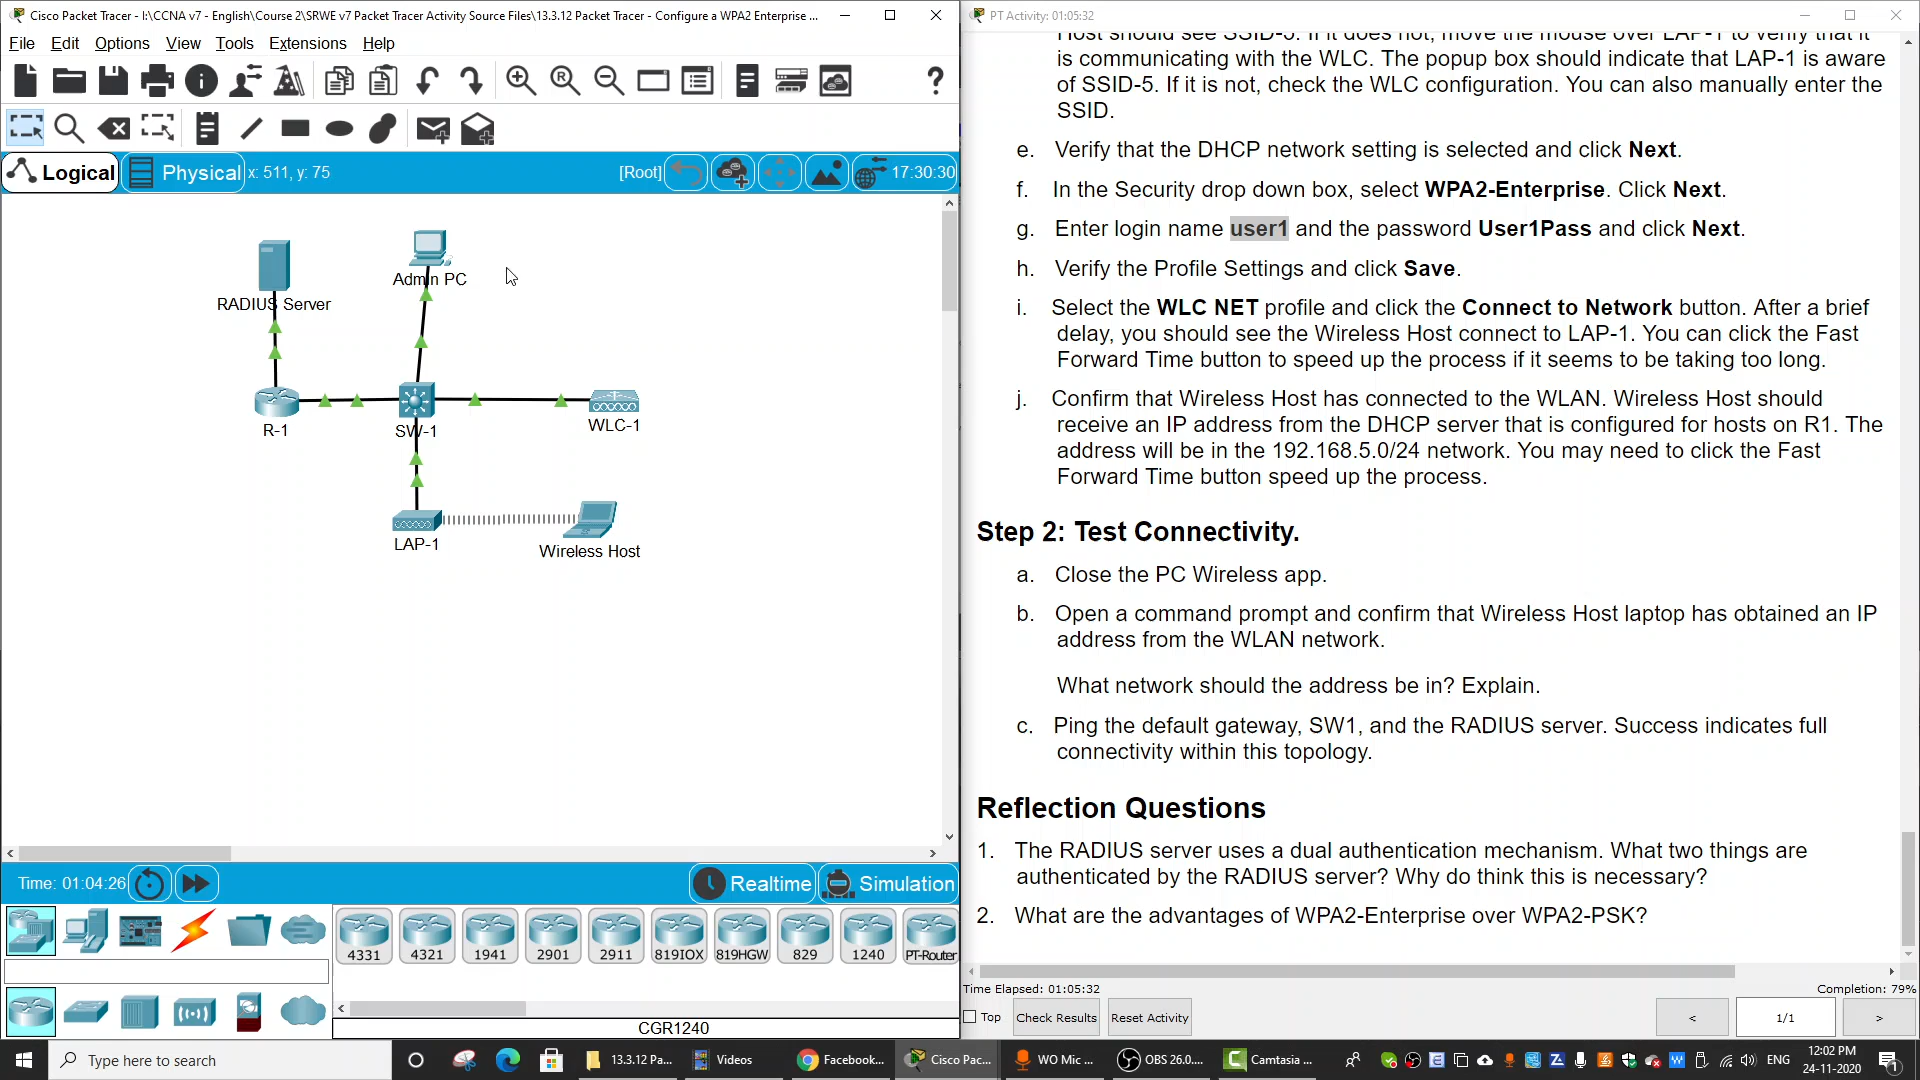 Cisco Packet Tracer - I:\CCNA v7 - English\Course 2\SRWE v7 Packet Tracer Activity Source Files\13.3.12 Packet Tracer - Configure a WPA2 Enterprise ...
File Edit Options View Tools Extensions Help
Logical Physical x: 511, y: 75 [Root] 17:30:30
RADIUS Server
Admin PC
R-1
SW-1
WLC-1
LAP-1
Wireless Host
Time: 01:04:26 Realtime Simulation
4331 4321 1941 2901 2911 819IOX 819HGW 829 1240 PT-Router
CGR1240
PT Activity: 01:05:32
Host should see SSID-5. If it does not, move the mouse over LAP-1 to verify that it
is communicating with the WLC. The popup box should indicate that LAP-1 is aware
of SSID-5. If it is not, check the WLC configuration. You can also manually enter the
SSID.
e. Verify that the DHCP network setting is selected and click Next.
f. In the Security drop down box, select WPA2-Enterprise. Click Next.
g. Enter login name user1 and the password User1Pass and click Next.
h. Verify the Profile Settings and click Save.
i. Select the WLC NET profile and click the Connect to Network button. After a brief
delay, you should see the Wireless Host connect to LAP-1. You can click the Fast
Forward Time button to speed up the process if it seems to be taking too long.
j. Confirm that Wireless Host has connected to the WLAN. Wireless Host should
receive an IP address from the DHCP server that is configured for hosts on R1. The
address will be in the 192.168.5.0/24 network. You may need to click the Fast
Forward Time button speed up the process.
Step 2: Test Connectivity.
a. Close the PC Wireless app.
b. Open a command prompt and confirm that Wireless Host laptop has obtained an IP
address from the WLAN network.
What network should the address be in? Explain.
c. Ping the default gateway, SW1, and the RADIUS server. Success indicates full
connectivity within this topology.
Reflection Questions
1. The RADIUS server uses a dual authentication mechanism. What two things are
authenticated by the RADIUS server? Why do think this is necessary?
2. What are the advantages of WPA2-Enterprise over WPA2-PSK?
Time Elapsed: 01:05:32 Completion: 79%
Top Check Results Reset Activity < 1/1 >
Type here to search 13.3.12 Pa... Videos Facebook... Cisco Pac... WO Mic ... OBS 26.0.... Camtasia ... ENG 12:02 PM
24-11-2020